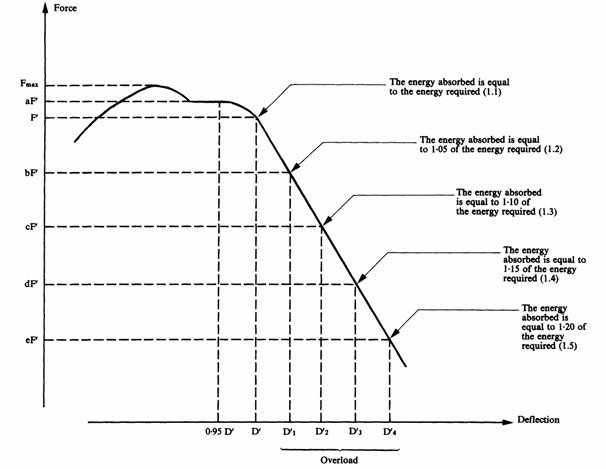 Force
Fmax
aF'
F'
bF'
cF'
dF'
eF'
The energy absorbed is equal
to the energy required (1.1)
The energy absorbed is equal
to 1·05 of the energy required (1.2)
The energy absorbed
is equal to 1·10 of
the energy required (1.3)
The energy
absorbed is equal to
1·15 of the energy
required (1.4)
The energy
absorbed is
equal to 1·20 of
the energy
required (1.5)
Deflection
0·95 D' D' D'1 D'2 D'3 D'4
Overload